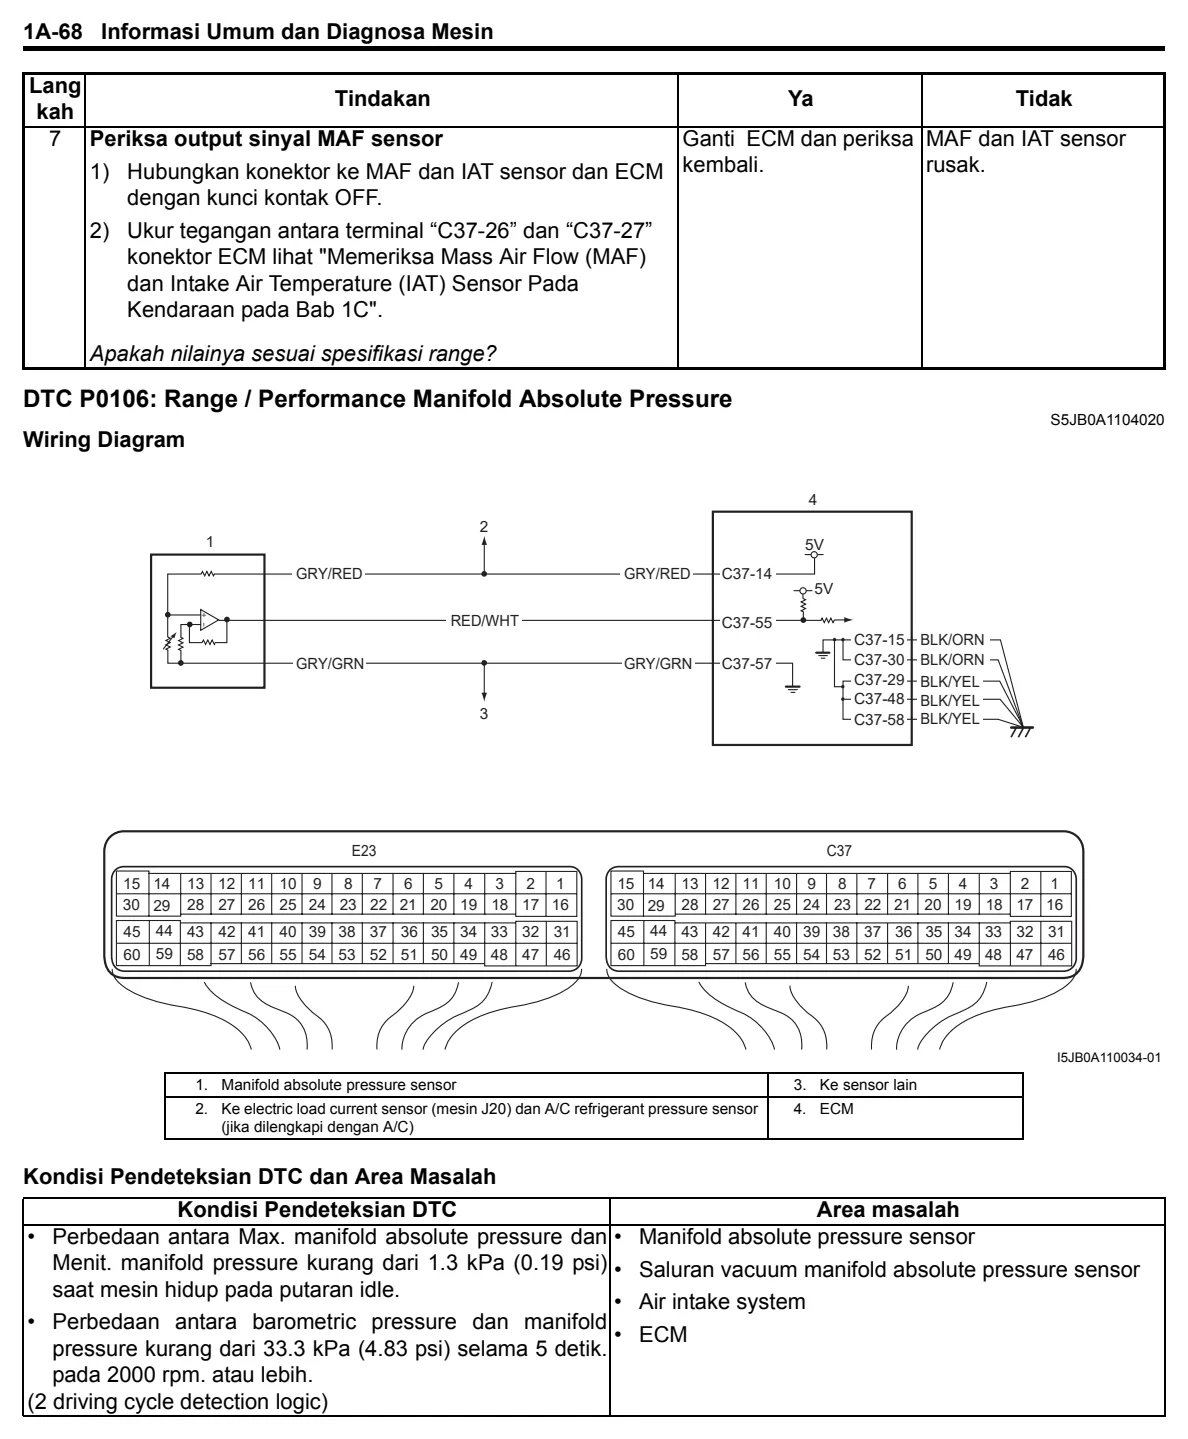 1A-68 Informasi Umum dan Diagnosa Mesin
Lang
kah
Tindakan
Ya
Tidak
7
Periksa output sinyal MAF sensor
1) Hubungkan konektor ke MAF dan IAT sensor dan ECM
dengan kunci kontak OFF.
2) Ukur tegangan antara terminal “C37-26” dan “C37-27”
konektor ECM lihat "Memeriksa Mass Air Flow (MAF)
dan Intake Air Temperature (IAT) Sensor Pada
Kendaraan pada Bab 1C".
Apakah nilainya sesuai spesifikasi range?
Ganti ECM dan periksa
kembali.
MAF dan IAT sensor
rusak.
DTC P0106: Range / Performance Manifold Absolute Pressure
S5JB0A1104020
Wiring Diagram
4
2
1
5V
GRY/RED
GRY/RED
C37-14
5V
RED/WHT
C37-55
C37-15 BLK/ORN
GRY/GRN
GRY/GRN
C37-57
C37-30 BLK/ORN
C37-29 BLK/YEL
C37-48 BLK/YEL
3
C37-58 BLK/YEL
+
-
E23
C37
15 14 13 12 11 10 9 8 7 6 5 4 3 2 1
30 29 28 27 26 25 24 23 22 21 20 19 18 17 16
45 44 43 42 41 40 39 38 37 36 35 34 33 32 31
60 59 58 57 56 55 54 53 52 51 50 49 48 47 46
15 14 13 12 11 10 9 8 7 6 5 4 3 2 1
30 29 28 27 26 25 24 23 22 21 20 19 18 17 16
45 44 43 42 41 40 39 38 37 36 35 34 33 32 31
60 59 58 57 56 55 54 53 52 51 50 49 48 47 46
I5JB0A110034-01
1. Manifold absolute pressure sensor
3. Ke sensor lain
2. Ke electric load current sensor (mesin J20) dan A/C refrigerant pressure sensor
(jika dilengkapi dengan A/C)
4. ECM
Kondisi Pendeteksian DTC dan Area Masalah
Kondisi Pendeteksian DTC
Area masalah
• Perbedaan antara Max. manifold absolute pressure dan
Menit. manifold pressure kurang dari 1.3 kPa (0.19 psi)
saat mesin hidup pada putaran idle.
• Perbedaan antara barometric pressure dan manifold
pressure kurang dari 33.3 kPa (4.83 psi) selama 5 detik.
pada 2000 rpm. atau lebih.
(2 driving cycle detection logic)
• Manifold absolute pressure sensor
• Saluran vacuum manifold absolute pressure sensor
• Air intake system
• ECM